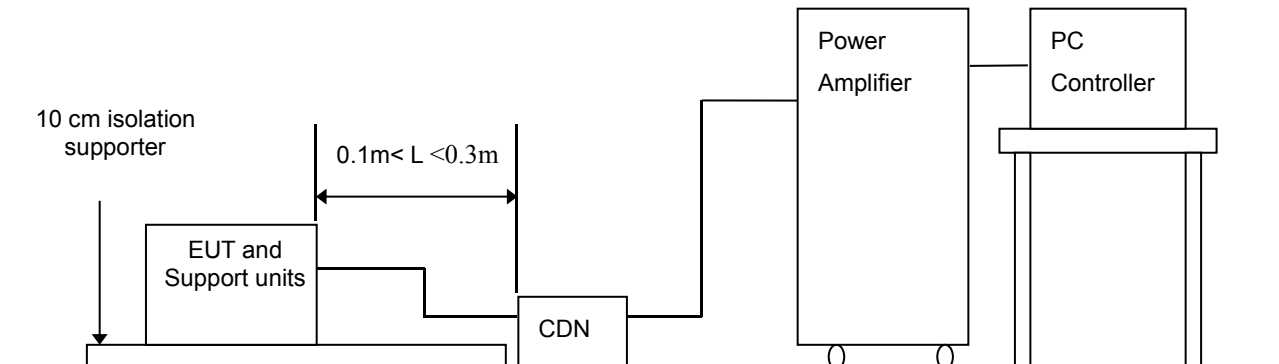 Power
Amplifier
PC
Controller
10 cm isolation
supporter
0.1m< L <0.3m
EUT and
Support units
CDN